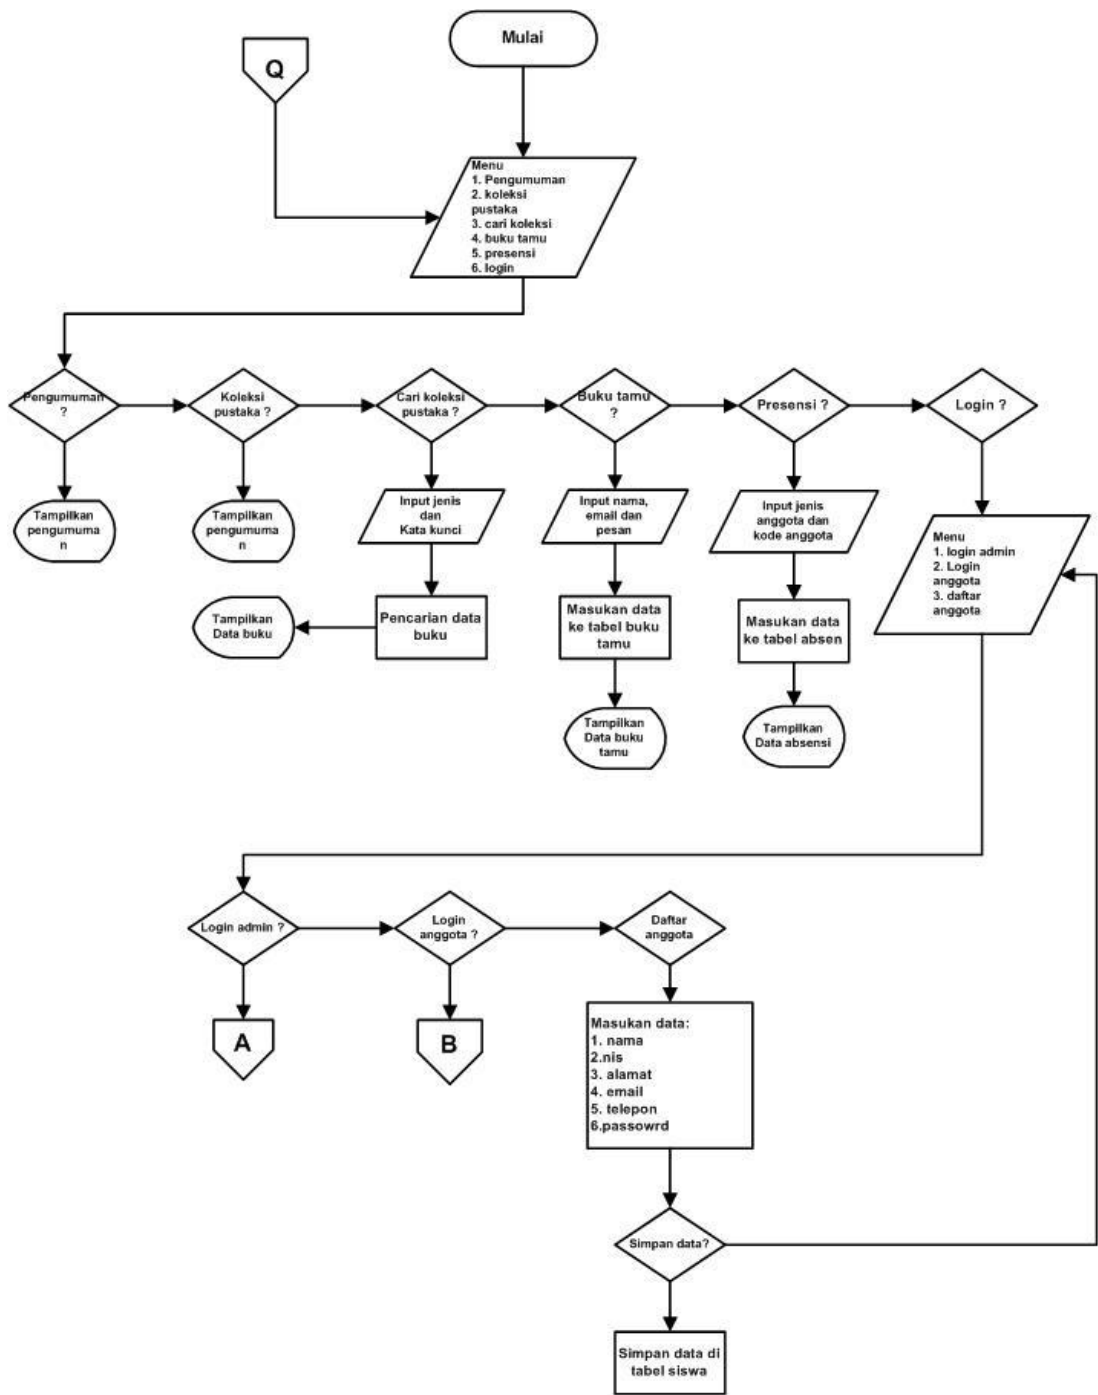 Mulai
Q
Menu
1. Pengumuman
2. koleksi
pustaka
3. cari koleksi
4. buku tamu
5. presensi
6. login
Pengumuman
?
Koleksi
pustaka ?
Cari koleksi
pustaka ?
Buku tamu
?
Presensi ?
Login ?
Tampilkan
pengumuma
n
Tampilkan
pengumuma
n
Input jenis
dan
Kata kunci
Input nama,
email dan
pesan
Input jenis
anggota dan
kode anggota
Menu
1. login admin
2. Login
anggota
3. daftar
anggota
Tampilkan
Data buku
Pencarian data
buku
Masukan data
ke tabel buku
tamu
Masukan data
ke tabel absen
Tampilkan
Data buku
tamu
Tampilkan
Data absensi
Login admin ?
Login
anggota ?
Daftar
anggota
A
B
Masukan data:
1. nama
2.nis
3. alamat
4. email
5. telepon
6.passowrd
Simpan data?
Simpan data di
tabel siswa